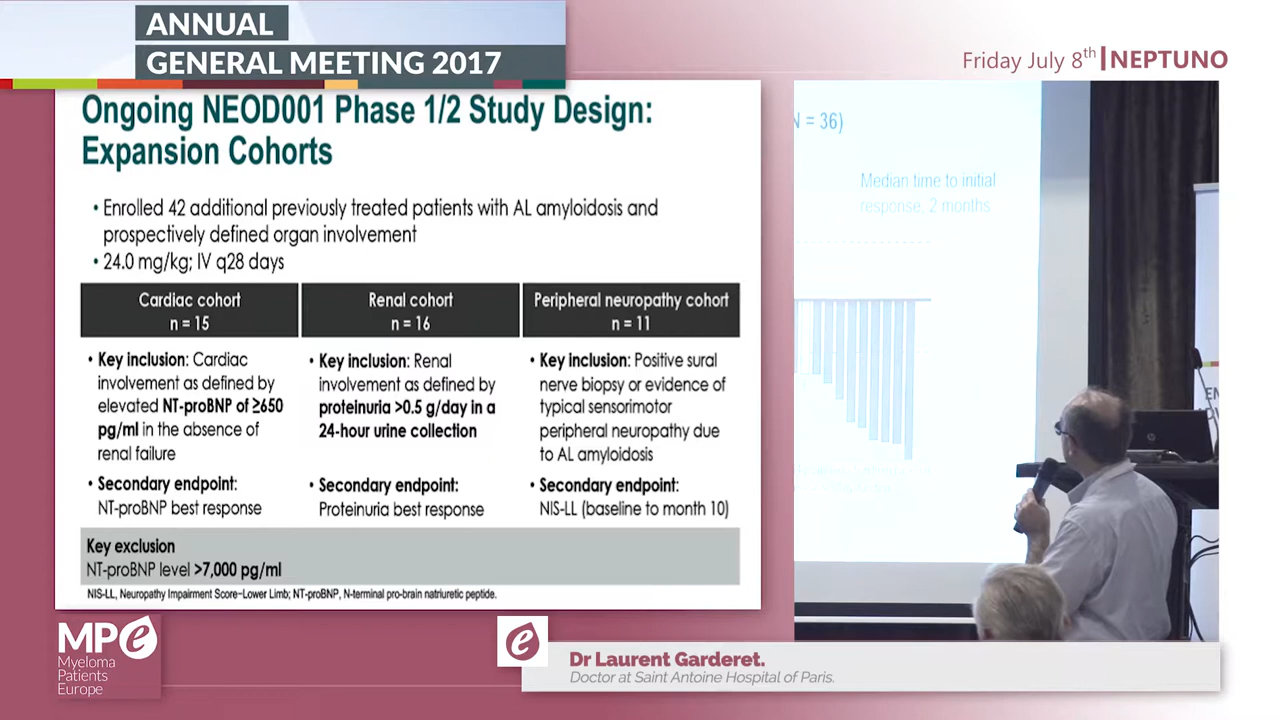 ANNUAL
GENERAL MEETING 2017
Friday July 8th | NEPTUNO
Ongoing NEOD001 Phase 1/2 Study Design:
Expansion Cohorts
• Enrolled 42 additional previously treated patients with AL amyloidosis and
prospectively defined organ involvement
• 24.0 mg/kg; IV q28 days
Cardiac cohort
n = 15
• Key inclusion: Cardiac
involvement as defined by
elevated NT-proBNP of ≥650
pg/ml in the absence of
renal failure
• Secondary endpoint:
NT-proBNP best response
Renal cohort
n = 16
• Key inclusion: Renal
involvement as defined by
proteinuria >0.5 g/day in a
24-hour urine collection
• Secondary endpoint:
Proteinuria best response
Peripheral neuropathy cohort
n = 11
• Key inclusion: Positive sural
nerve biopsy or evidence of
typical sensorimotor
peripheral neuropathy due
to AL amyloidosis
• Secondary endpoint:
NIS-LL (baseline to month 10)
Key exclusion
NT-proBNP level >7,000 pg/ml
NIS-LL, Neuropathy Impairment Score–Lower Limb; NT-proBNP, N-terminal pro-brain natriuretic peptide.
= 36)
Median time to initial
response, 2 months
MPe
Myeloma
Patients
Europe
e
Dr Laurent Garderet.
Doctor at Saint Antoine Hospital of Paris.